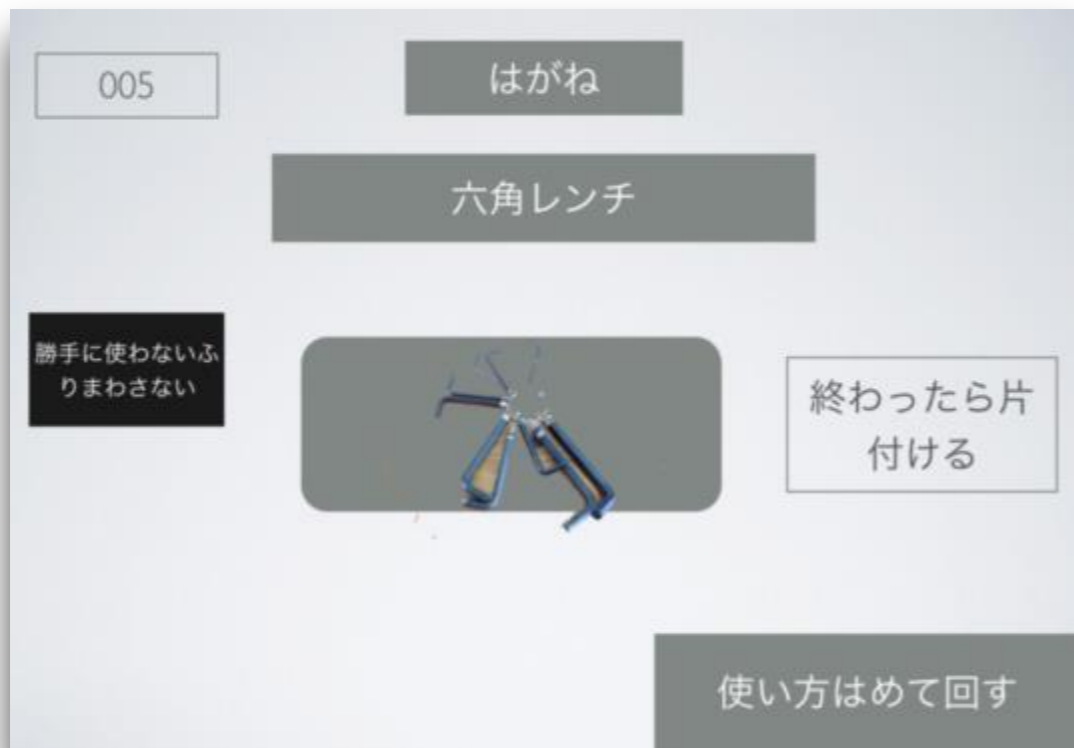 005
はがね
六角レンチ
勝手に使わないふ
りまわさない
終わったら片
付ける
使い方はめて回す